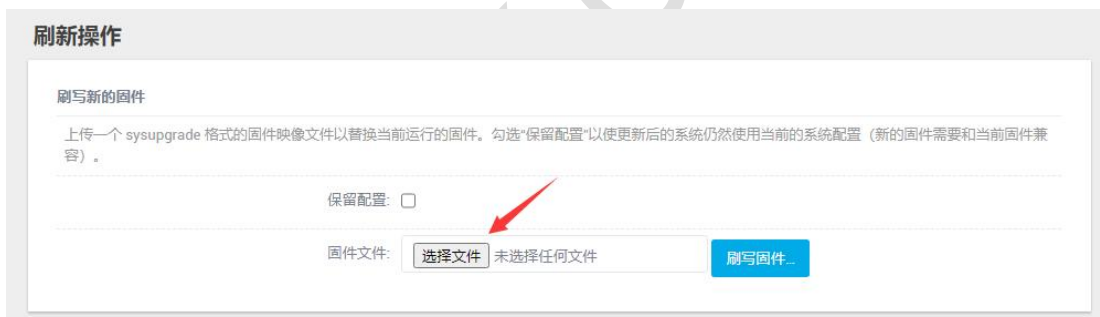 刷新操作
刷写新的固件
上传一个 sysupgrade 格式的固件映像文件以替换当前运行的固件。勾选“保留配置”以使更新后的系统仍然使用当前的系统配置（新的固件需要和当前固件兼
容）。
保留配置:
固件文件: 选择文件 未选择任何文件 刷写固件...